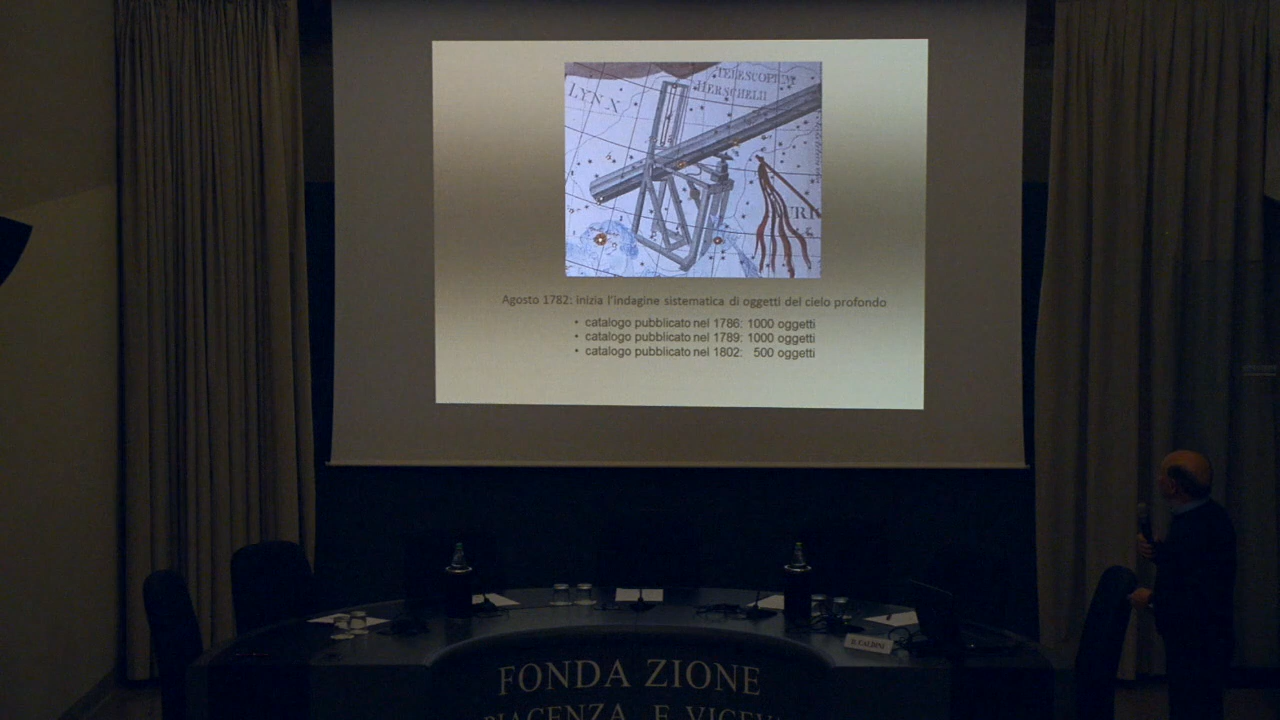 TELESCOPIUM
HERSCHELII
LYNX
Agosto 1782: inizia l'indagine sistematica di oggetti del cielo profondo
• catalogo pubblicato nel 1786: 1000 oggetti
• catalogo pubblicato nel 1789: 1000 oggetti
• catalogo pubblicato nel 1802: 500 oggetti
FONDAZIONE
PIACENZA E